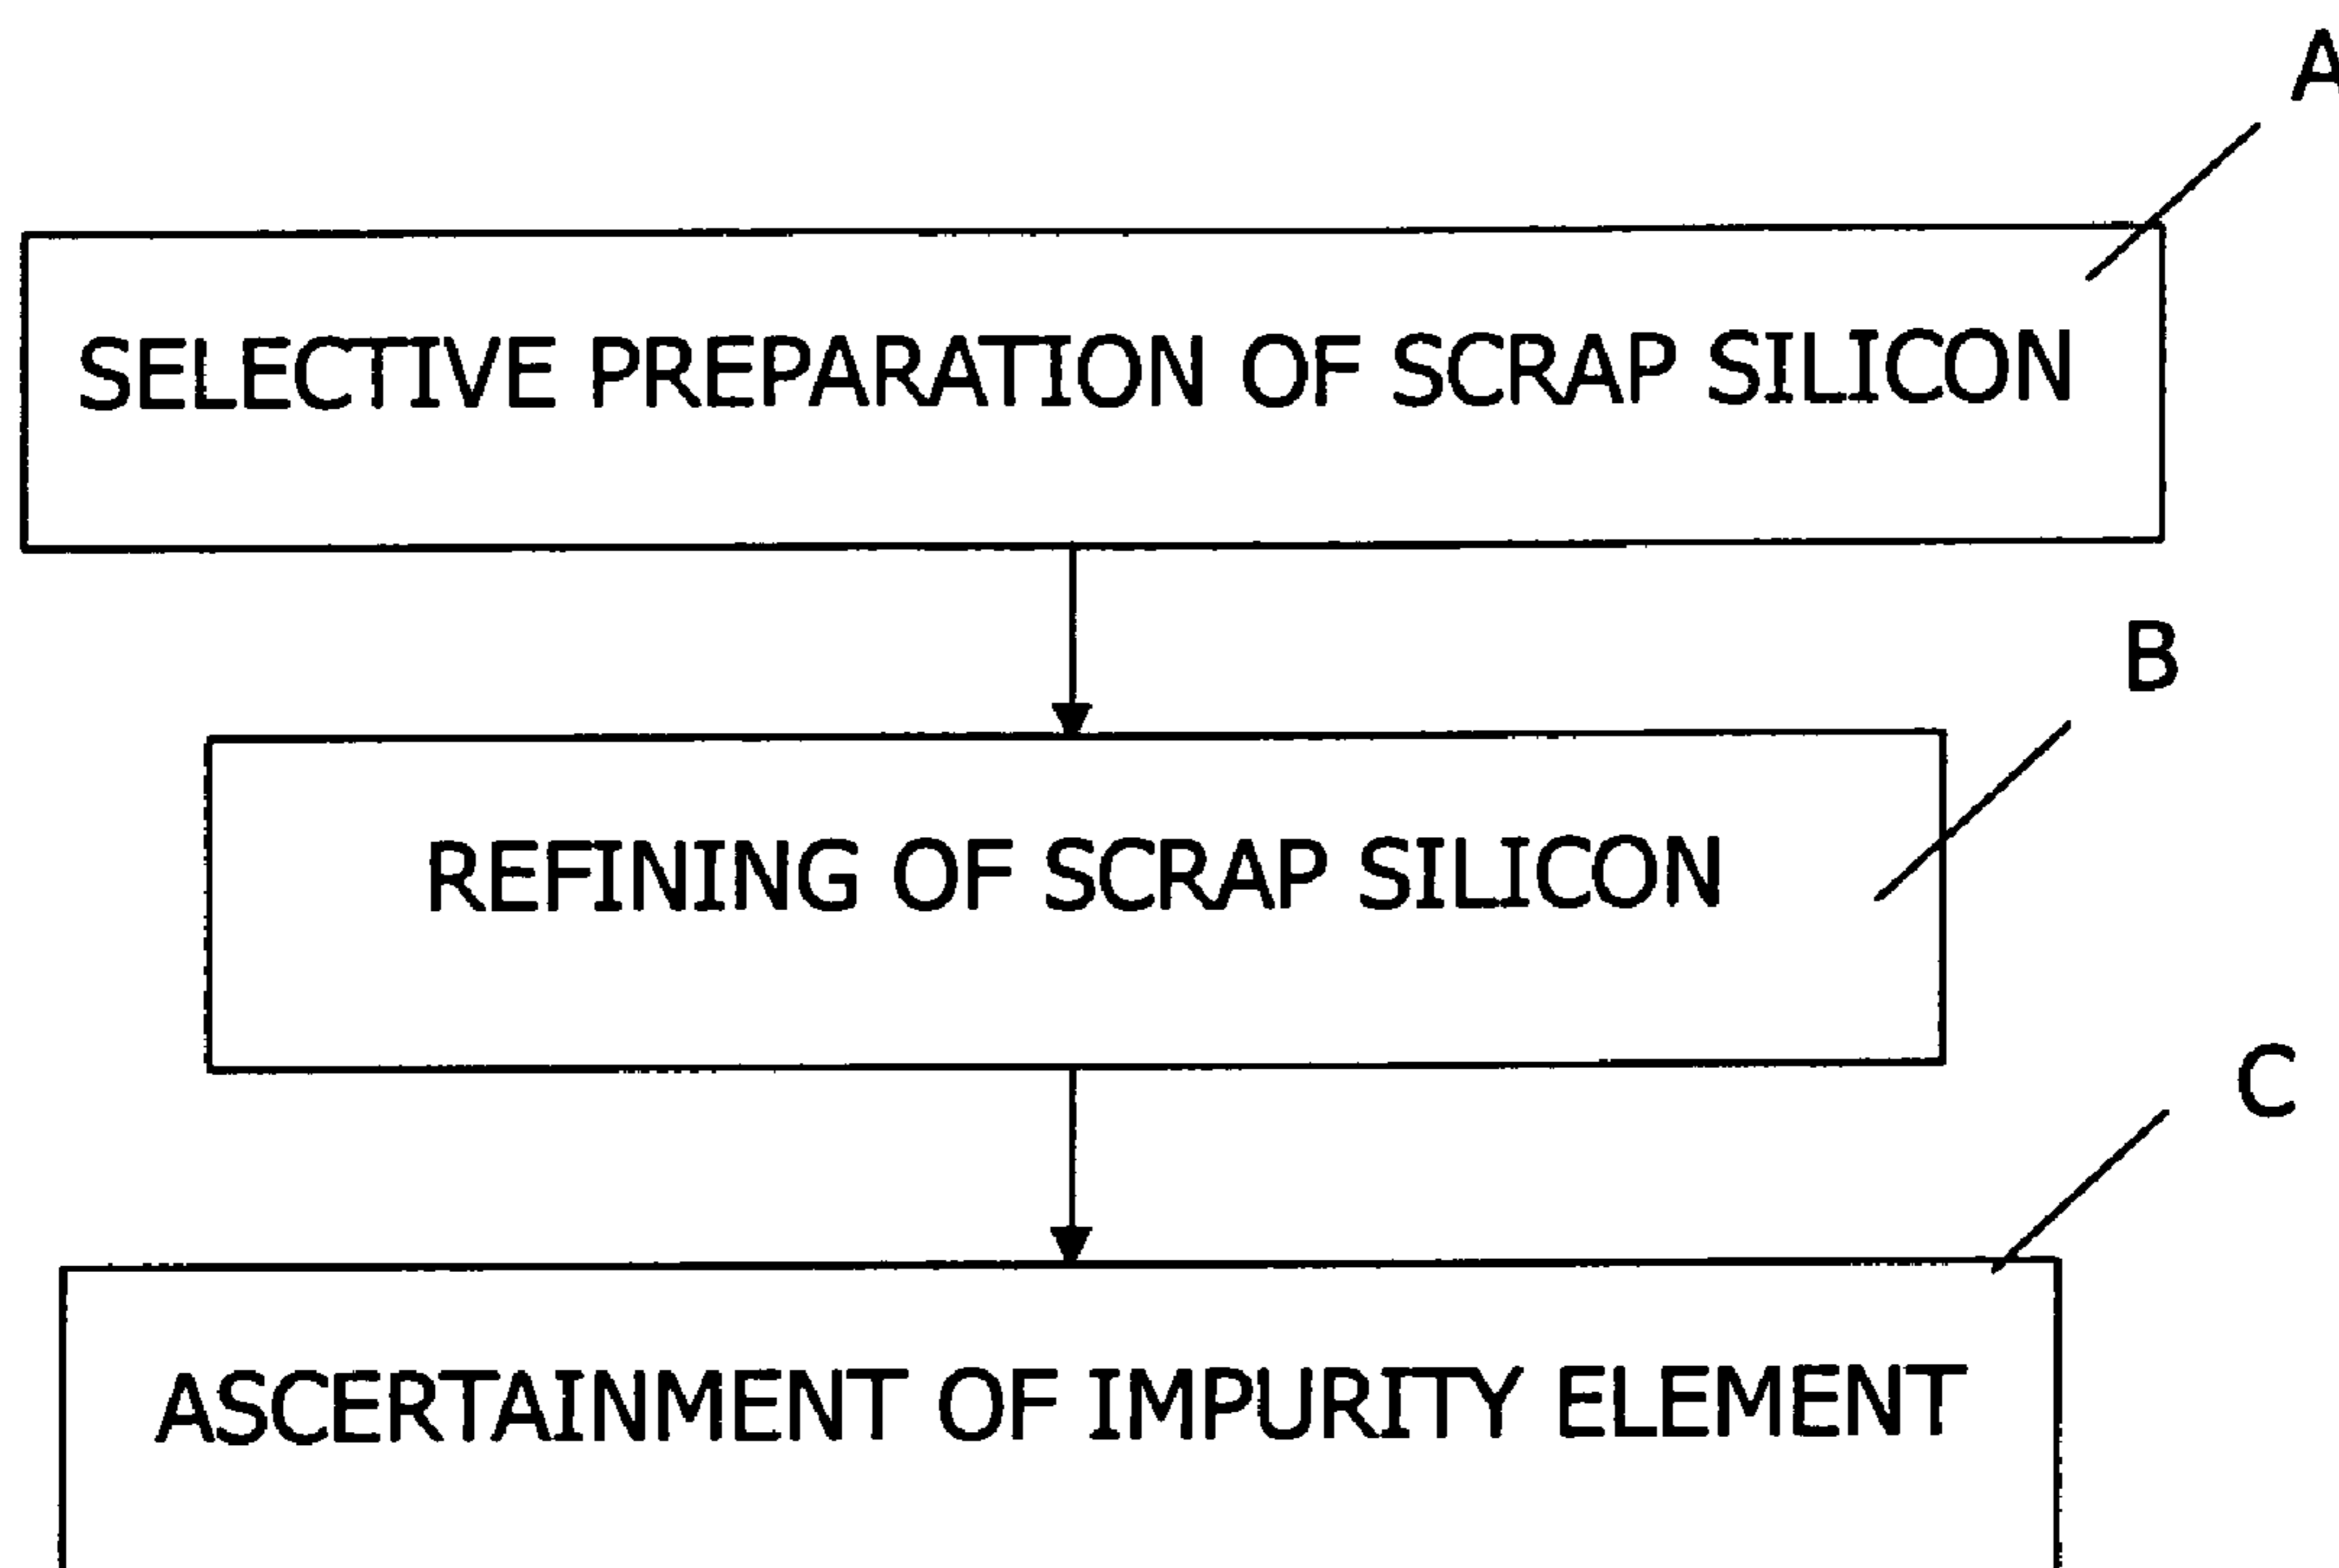 A
SELECTIVE PREPARATION OF SCRAP SILICON
B
REFINING OF SCRAP SILICON
C
ASCERTAINMENT OF IMPURITY ELEMENT